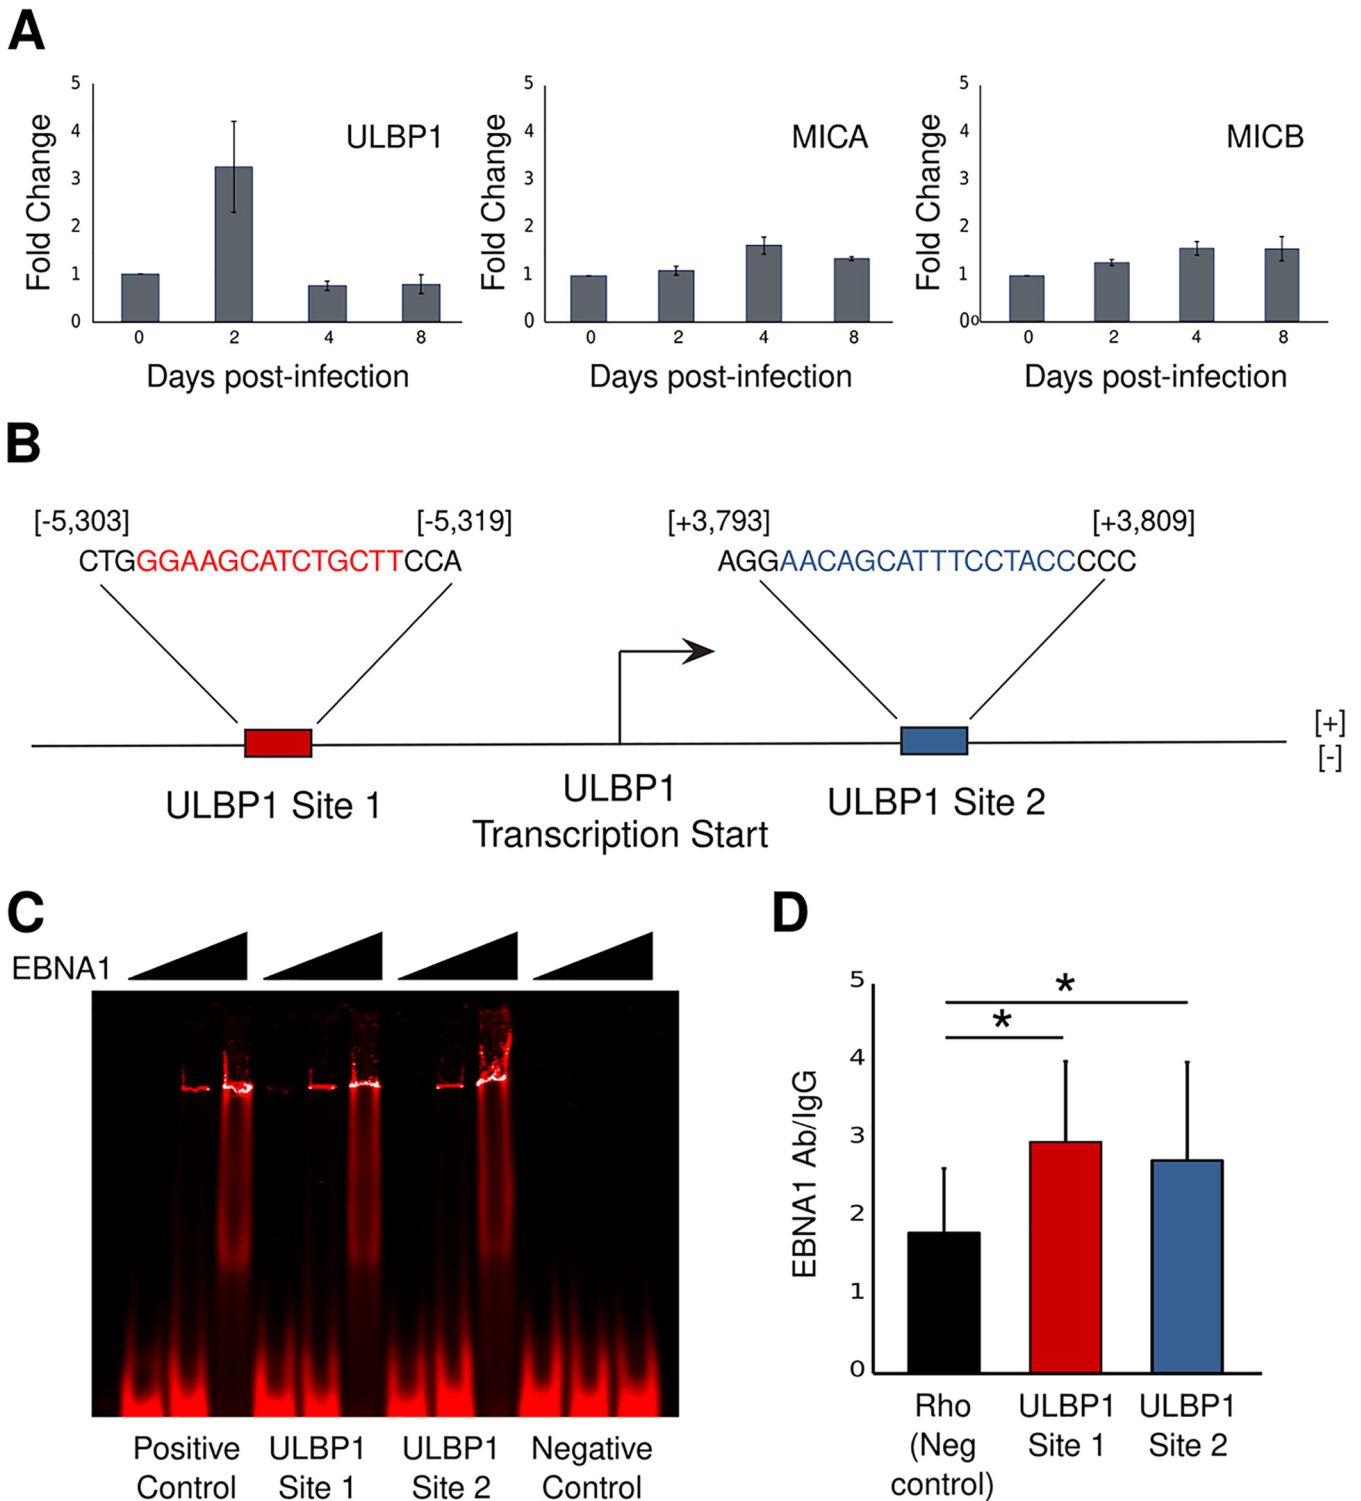 A
5
4
3
2
1
0
Fold Change
ULBP1
0 2 4 8
Days post-infection
5
4
3
2
1
0
Fold Change
MICA
0 2 4 8
Days post-infection
5
4
3
2
1
0o
Fold Change
MICB
0 2 4 8
Days post-infection
B
[-5,303] [-5,319] [+3,793] [+3,809]
CTGGGAAGCATCTGCTTCCA AGGAACAGCATTTCCTACCCCC
[+]
[-]
ULBP1 Site 1
ULBP1
Transcription Start
ULBP1 Site 2
C
EBNA1
Positive
Control
ULBP1
Site 1
ULBP1
Site 2
Negative
Control
D
5
4
3
2
1
0
EBNA1 Ab/IgG
*
*
Rho
(Neg
control)
ULBP1
Site 1
ULBP1
Site 2